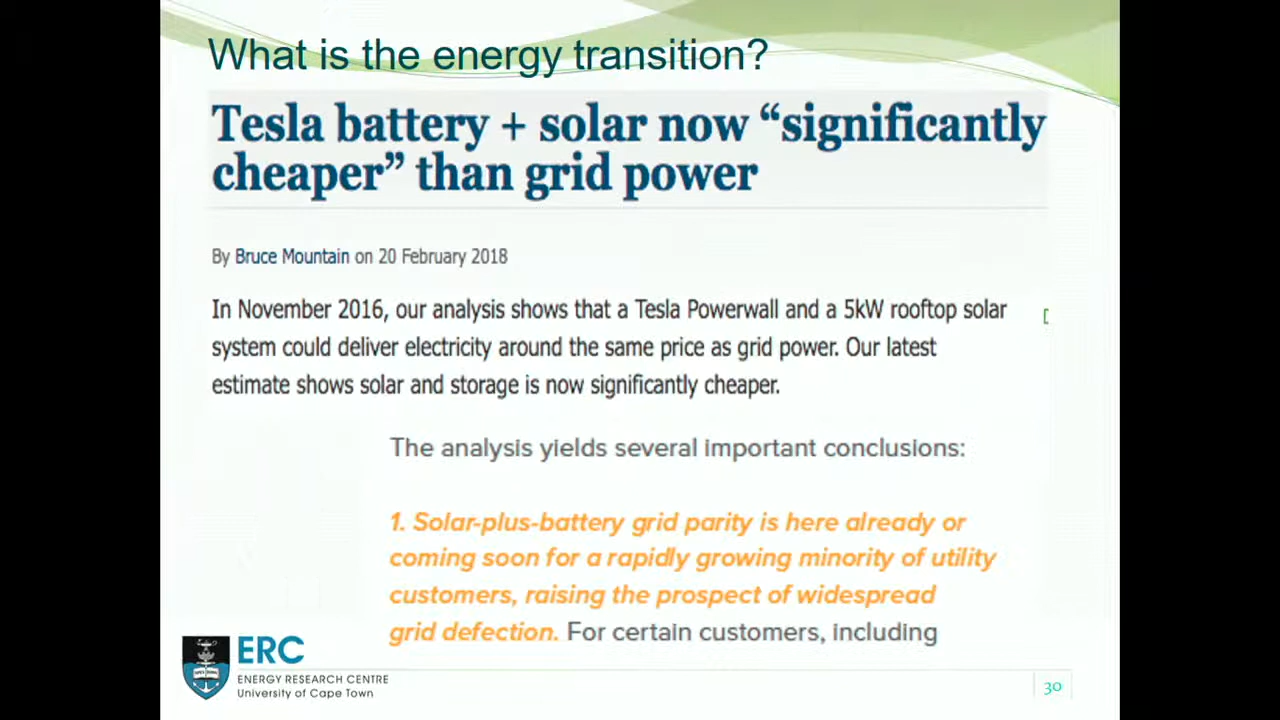 What is the energy transition?
Tesla battery + solar now “significantly
cheaper” than grid power
By Bruce Mountain on 20 February 2018
In November 2016, our analysis shows that a Tesla Powerwall and a 5kW rooftop solar
system could deliver electricity around the same price as grid power. Our latest
estimate shows solar and storage is now significantly cheaper.
The analysis yields several important conclusions:
1. Solar-plus-battery grid parity is here already or
coming soon for a rapidly growing minority of utility
customers, raising the prospect of widespread
grid defection. For certain customers, including
ERC
ENERGY RESEARCH CENTRE
University of Cape Town
30